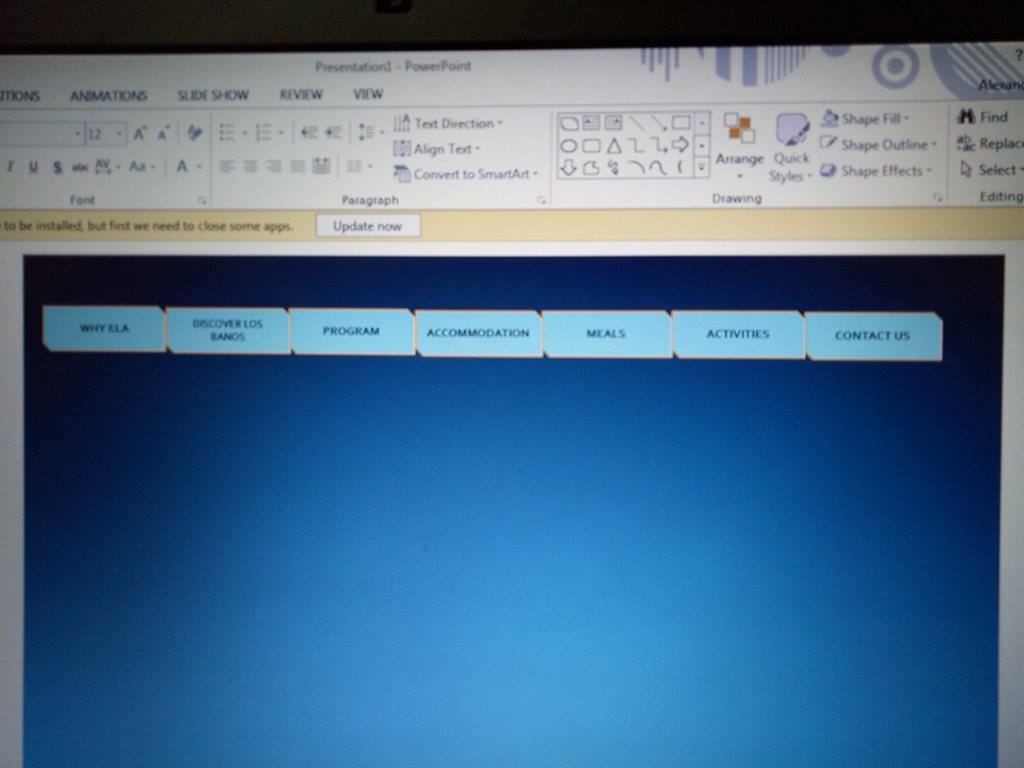 Presentation1 - PowerPoint
?
ANIMATIONS SLIDE SHOW REVIEW VIEW
12 Text Direction Shape Fill Find
Align Text Shape Outline
I U S abc AV Aa A Convert to SmartArt Arrange Quick Styles Shape Effects Select
Font Paragraph Drawing Editing
to be installed, but first we need to close some apps. Update now
WHY ELA
DISCOVER LOS
BANOS
PROGRAM
ACCOMMODATION
MEALS
ACTIVITIES
CONTACT US